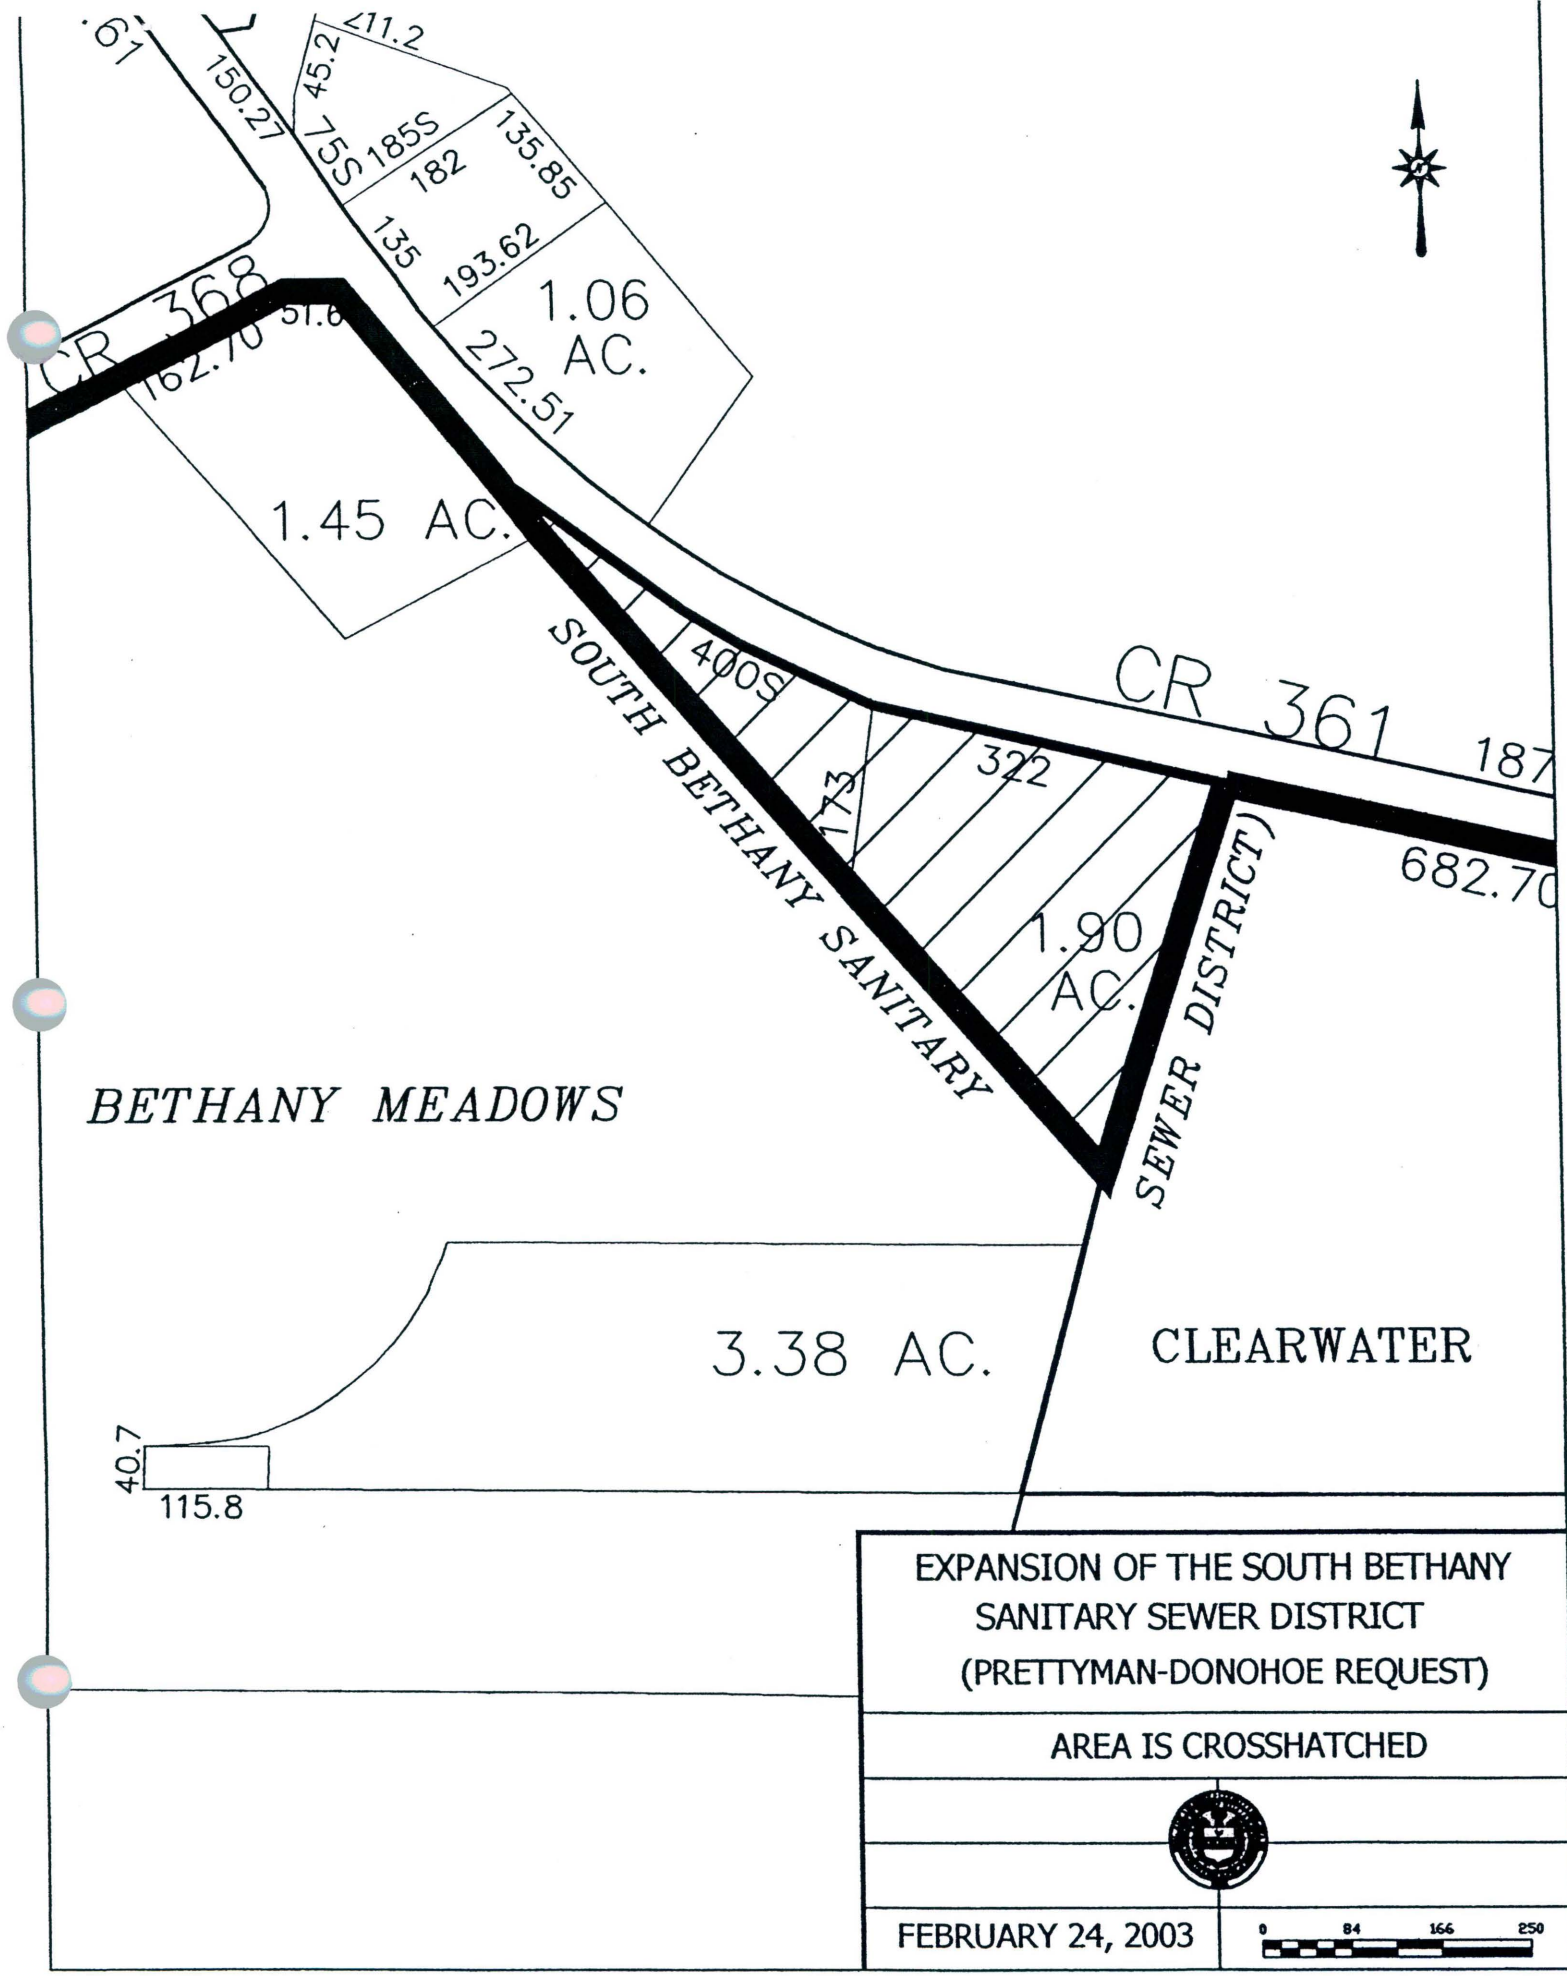 .61
150.27
211.2
45.2
75S
185S
182
135.85
135
193.62
1.06
AC.
272.51
CR 368
162.70
51.6
1.45 AC.
SOUTH BETHANY SANITARY
400S
173
322
CR 361
187
682.70
1.90
AC.
SEWER DISTRICT)
BETHANY MEADOWS
3.38 AC.
CLEARWATER
40.7
115.8
EXPANSION OF THE SOUTH BETHANY
SANITARY SEWER DISTRICT
(PRETTYMAN-DONOHOE REQUEST)
AREA IS CROSSHATCHED
FEBRUARY 24, 2003
0 84 166 250